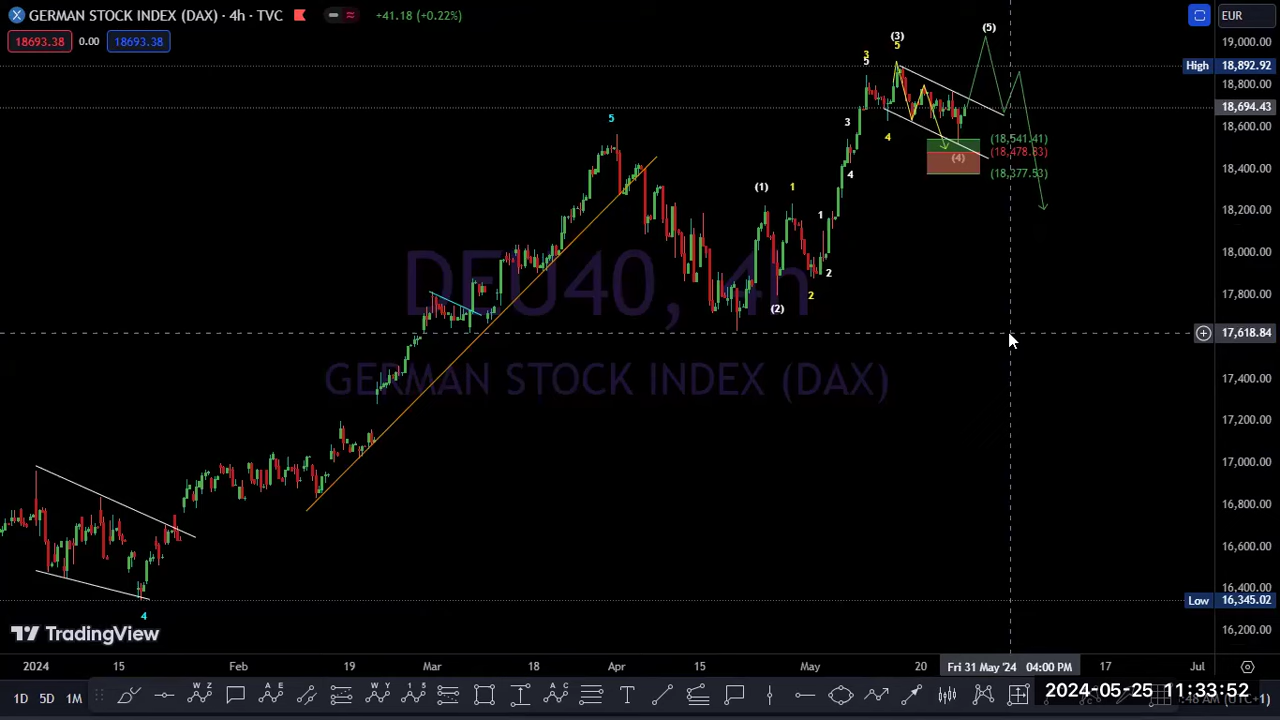 GERMAN STOCK INDEX (DAX) · 4h · TVC
+41.18 (+0.22%)
EUR
18693.38
0.00
18693.38
(5)
(3)
5
19,000.00
3
5
High 18,892.92
18,800.00
18,694.43
5
3
4
18,600.00
(18,541.41)
(18,478.83)
(4)
4
(18,377.53)
18,400.00
(1)
1
1
18,200.00
DEU40, 4h
18,000.00
2
2
(2)
17,800.00
17,618.84
GERMAN STOCK INDEX (DAX)
17,400.00
17,200.00
17,000.00
16,800.00
16,600.00
16,400.00
Low 16,345.02
4
16,200.00
TradingView
2024
15
Feb
19
Mar
18
Apr
15
May
20
Fri 31 May '24 04:00 PM
17
Jul
1D
5D
1M
2024-05-25 11:33:52
(UTC+1)